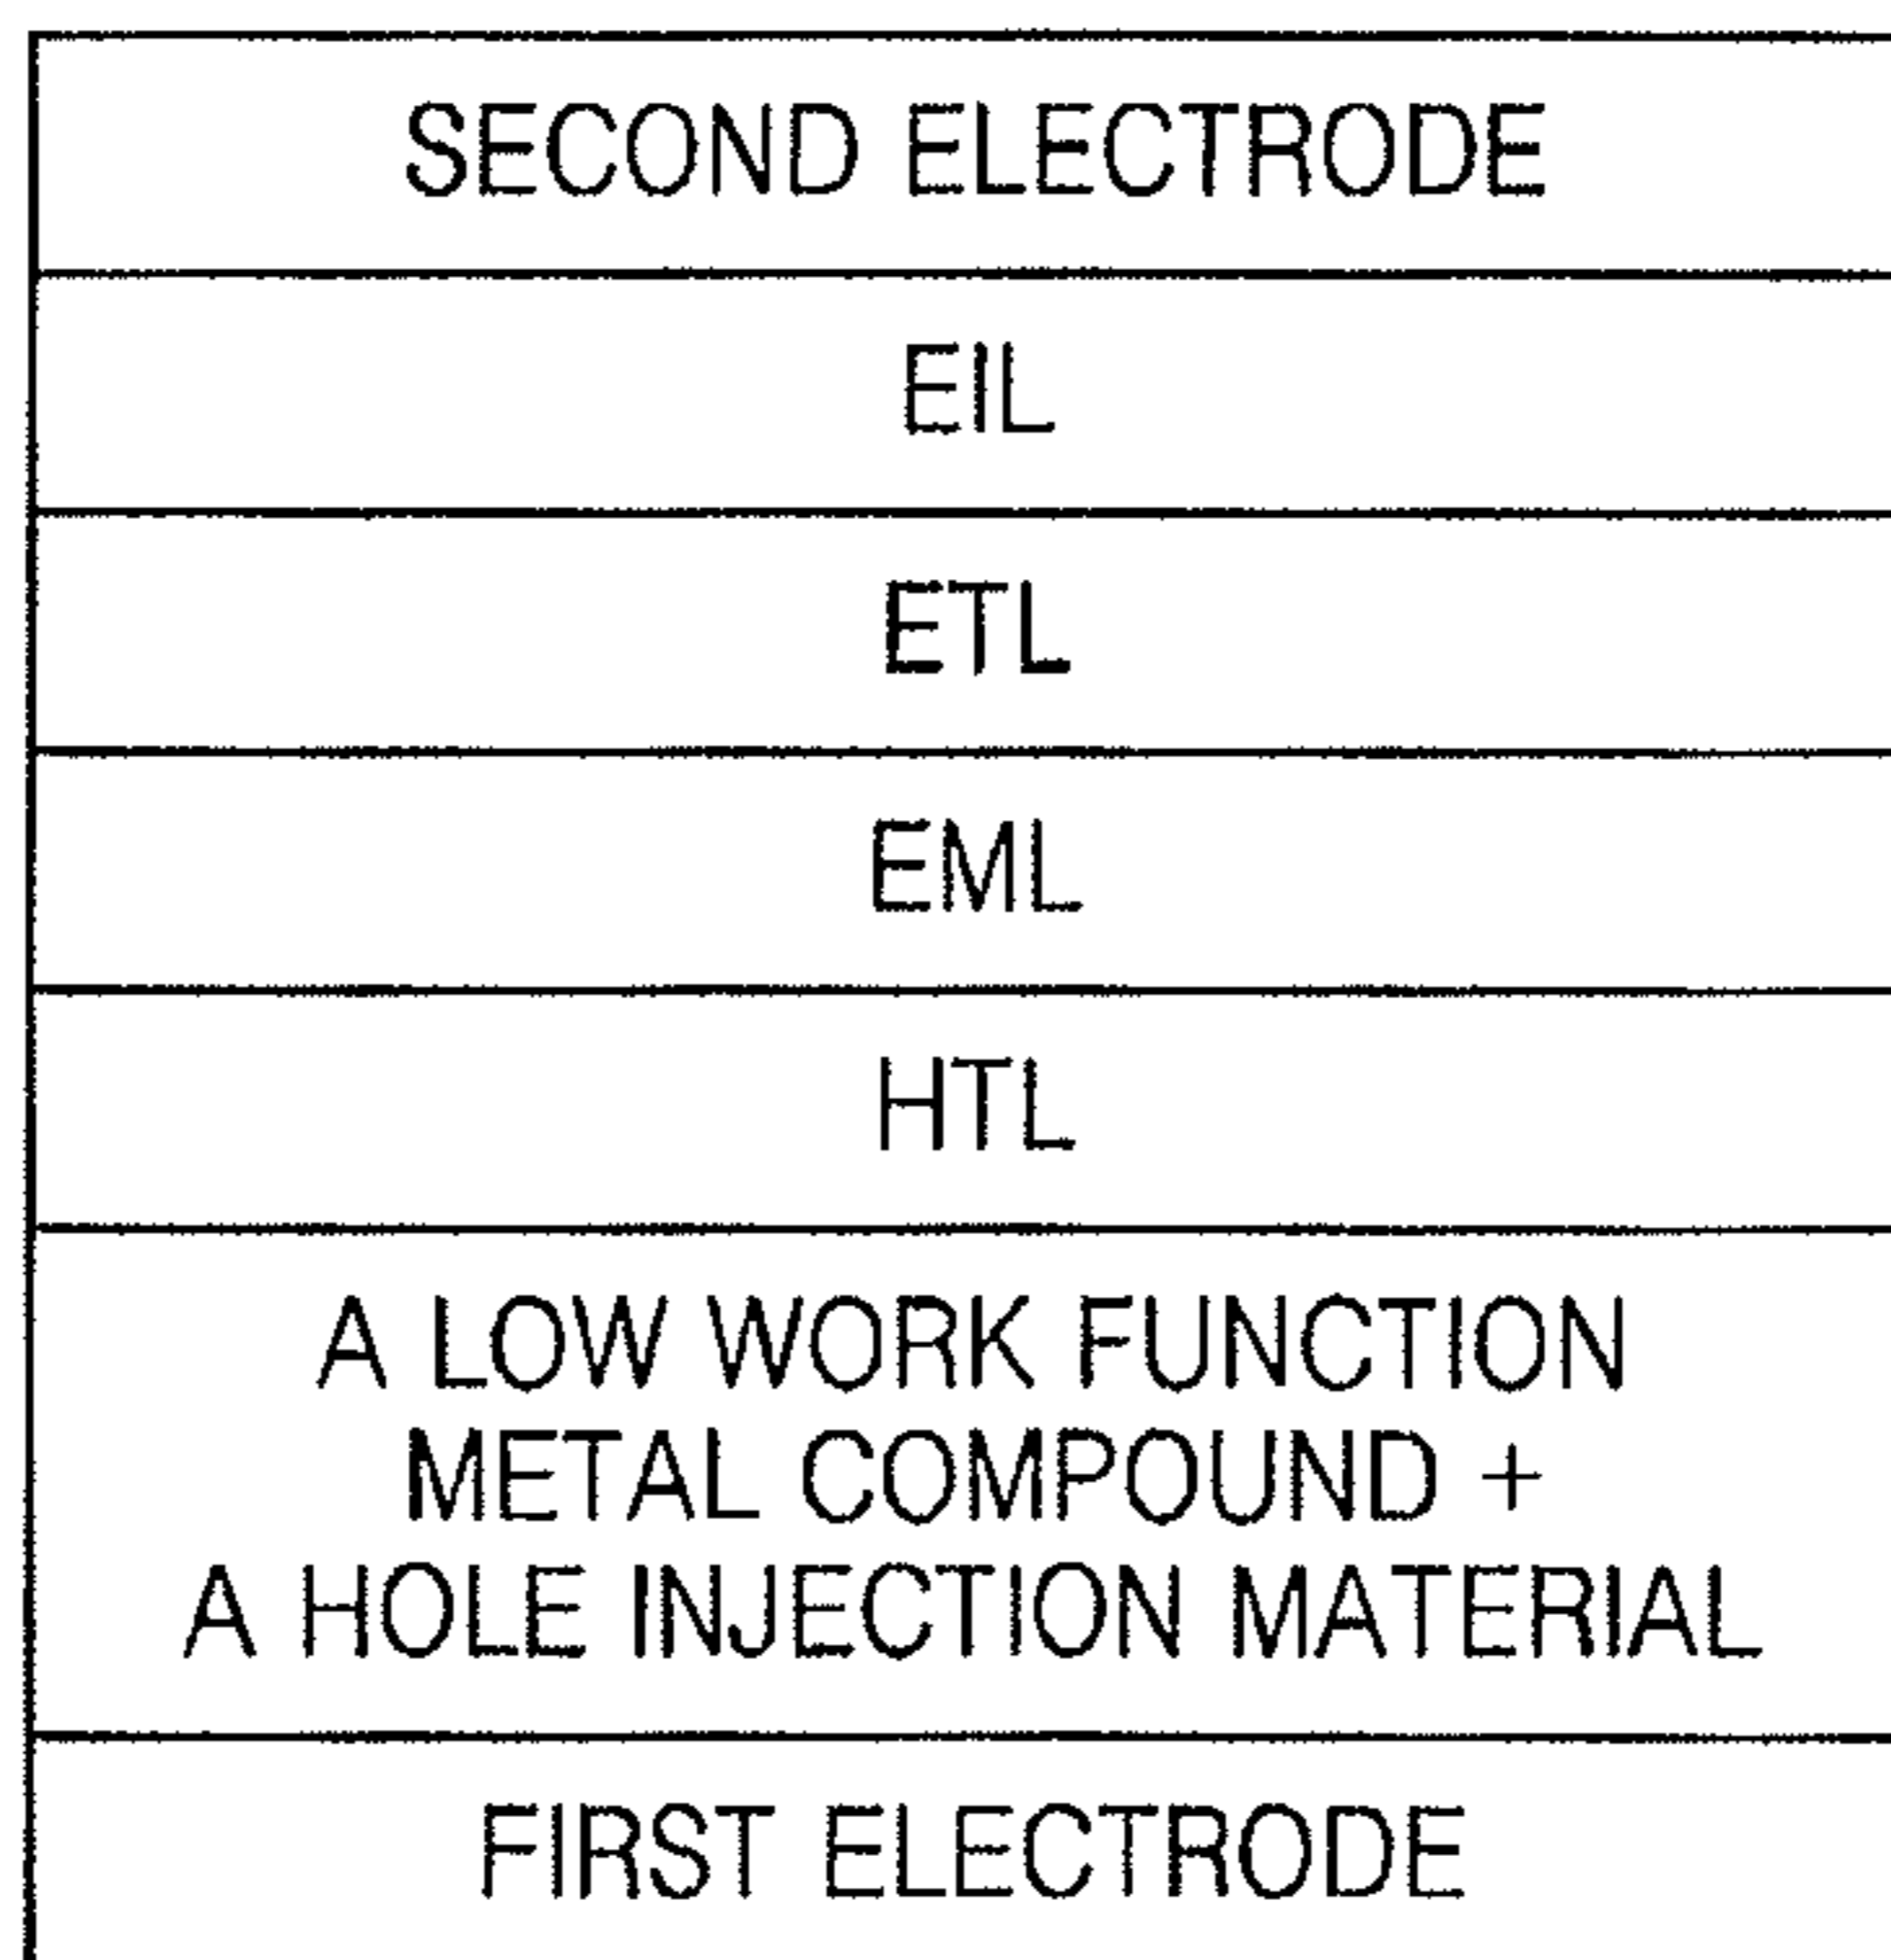 SECOND ELECTRODE
EIL
ETL
EML
HTL
A LOW WORK FUNCTION
METAL COMPOUND +
A HOLE INJECTION MATERIAL
FIRST ELECTRODE